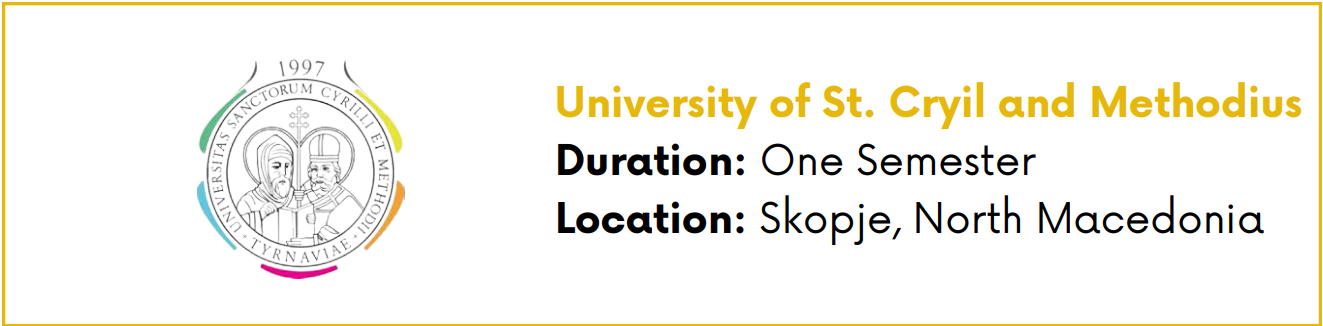 1997
UNIVERSITAS SANCTORUM CYRILLI ET METHODII
TYRNAVIAE
University of St. Cryil and Methodius
Duration: One Semester
Location: Skopje, North Macedonia